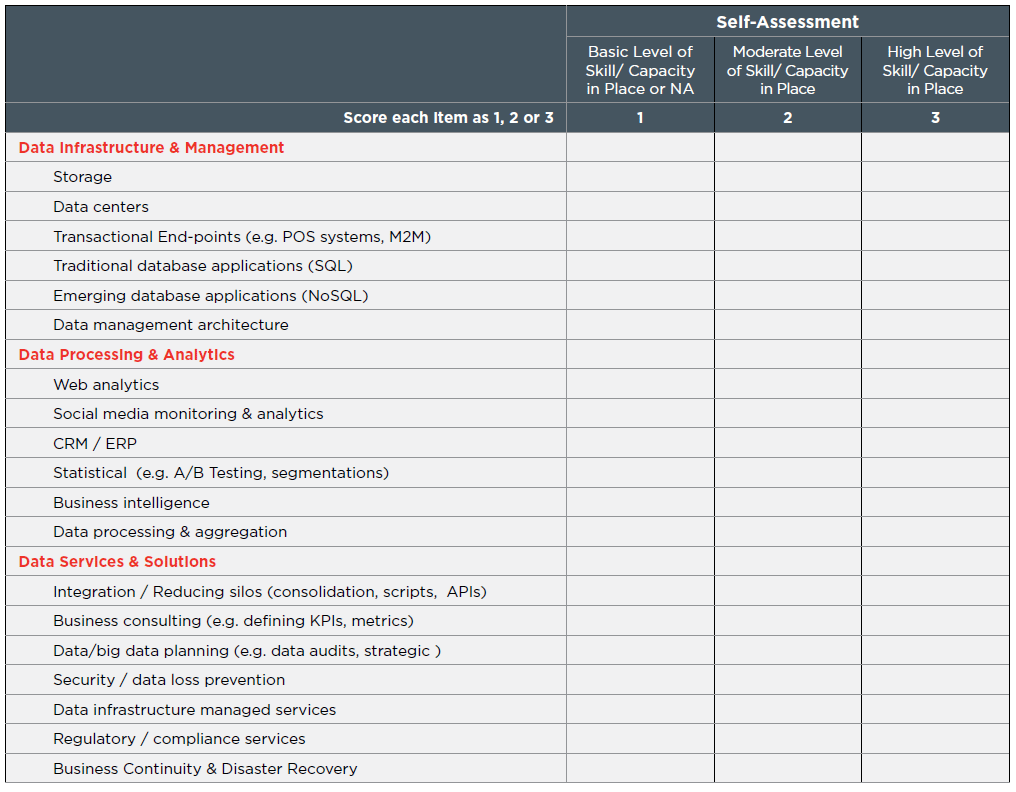 Self-Assessment
Basic Level of
Skill/ Capacity
in Place or NA
Moderate Level
of Skill/ Capacity
in Place
High Level of
Skill/ Capacity
in Place
Score each Item as 1, 2 or 3
1
2
3
Data Infrastructure & Management
Storage
Data centers
Transactional End-points (e.g. POS systems, M2M)
Traditional database applications (SQL)
Emerging database applications (NoSQL)
Data management architecture
Data Processing & Analytics
Web analytics
Social media monitoring & analytics
CRM / ERP
Statistical  (e.g. A/B Testing, segmentations)
Business intelligence
Data processing & aggregation
Data Services & Solutions
Integration / Reducing silos (consolidation, scripts,  APIs)
Business consulting (e.g. defining KPIs, metrics)
Data/big data planning (e.g. data audits, strategic )
Security / data loss prevention
Data infrastructure managed services
Regulatory / compliance services
Business Continuity & Disaster Recovery